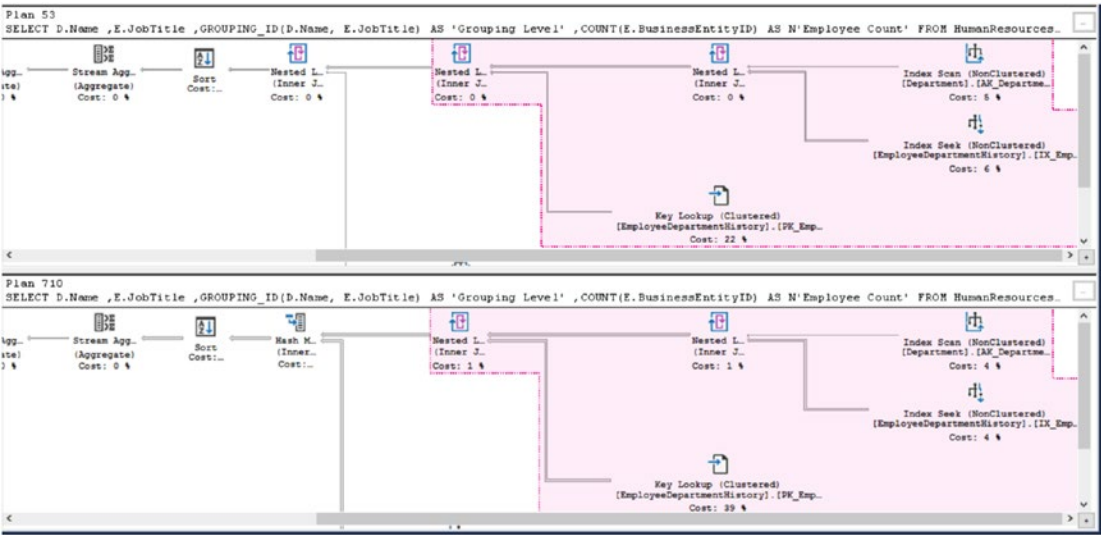 Plan 53
SELECT D.Name ,E.JobTitle ,GROUPING_ID(D.Name, E.JobTitle) AS 'Grouping Level' ,COUNT(E.BusinessEntityID) AS N'Employee Count' FROM HumanResources…
Agg…
Stream Agg…
(Aggregate)
Cost: 0 %
Sort
Cost:…
Nested L…
(Inner J…
Cost: 0 %
Nested L…
(Inner J…
Cost: 0 %
Nested L…
(Inner J…
Cost: 0 %
Index Scan (NonClustered)
[Department].[AK_Departme…
Cost: 5 %
Index Seek (NonClustered)
[EmployeeDepartmentHistory].[IX_Emp…
Cost: 6 %
Key Lookup (Clustered)
[EmployeeDepartmentHistory].[PK_Emp…
Cost: 22 %
Plan 710
SELECT D.Name ,E.JobTitle ,GROUPING_ID(D.Name, E.JobTitle) AS 'Grouping Level' ,COUNT(E.BusinessEntityID) AS N'Employee Count' FROM HumanResources…
Agg…
Stream Agg…
(Aggregate)
Cost: 0 %
Sort
Cost:…
Hash M…
(Inner…
Cost:…
Nested L…
(Inner J…
Cost: 1 %
Nested L…
(Inner J…
Cost: 1 %
Index Scan (NonClustered)
[Department].[AK_Departme…
Cost: 4 %
Index Seek (NonClustered)
[EmployeeDepartmentHistory].[IX_Emp…
Cost: 4 %
Key Lookup (Clustered)
[EmployeeDepartmentHistory].[PK_Emp…
Cost: 39 %